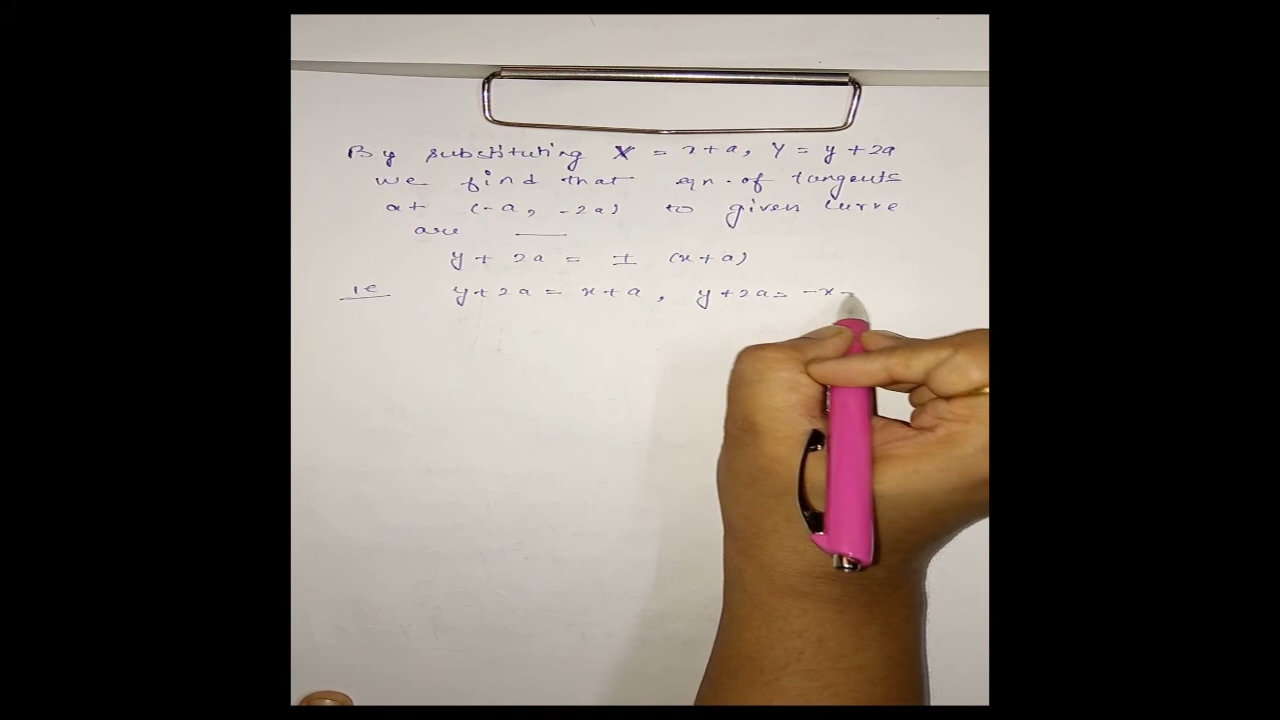 By substituting X = x+a, Y = y+2a
we find that eqn. of tangents
at (-a, -2a) to given curve
are
y + 2a = ± (x+a)
ie y+2a = x+a, y+2a = -x-